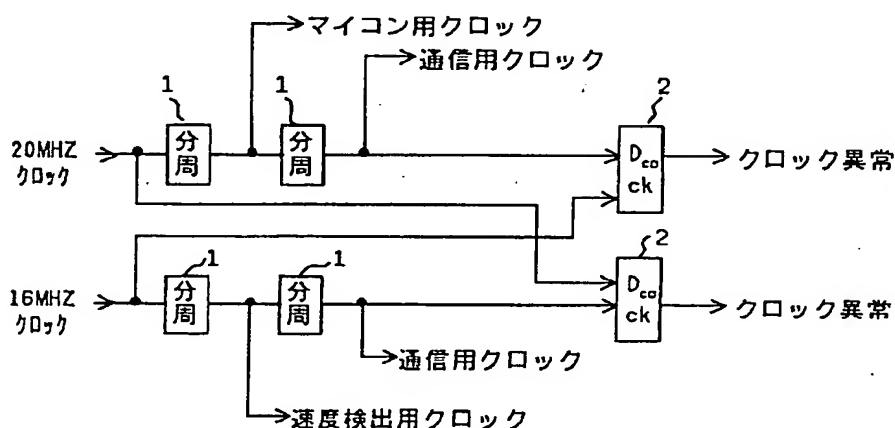 マイコン用クロック
通信用クロック
1
1
2
20MHZ
クロック
分周
分周
Dco
ck
クロック異常
1
1
2
16MHZ
クロック
分周
分周
Dco
ck
クロック異常
通信用クロック
速度検出用クロック